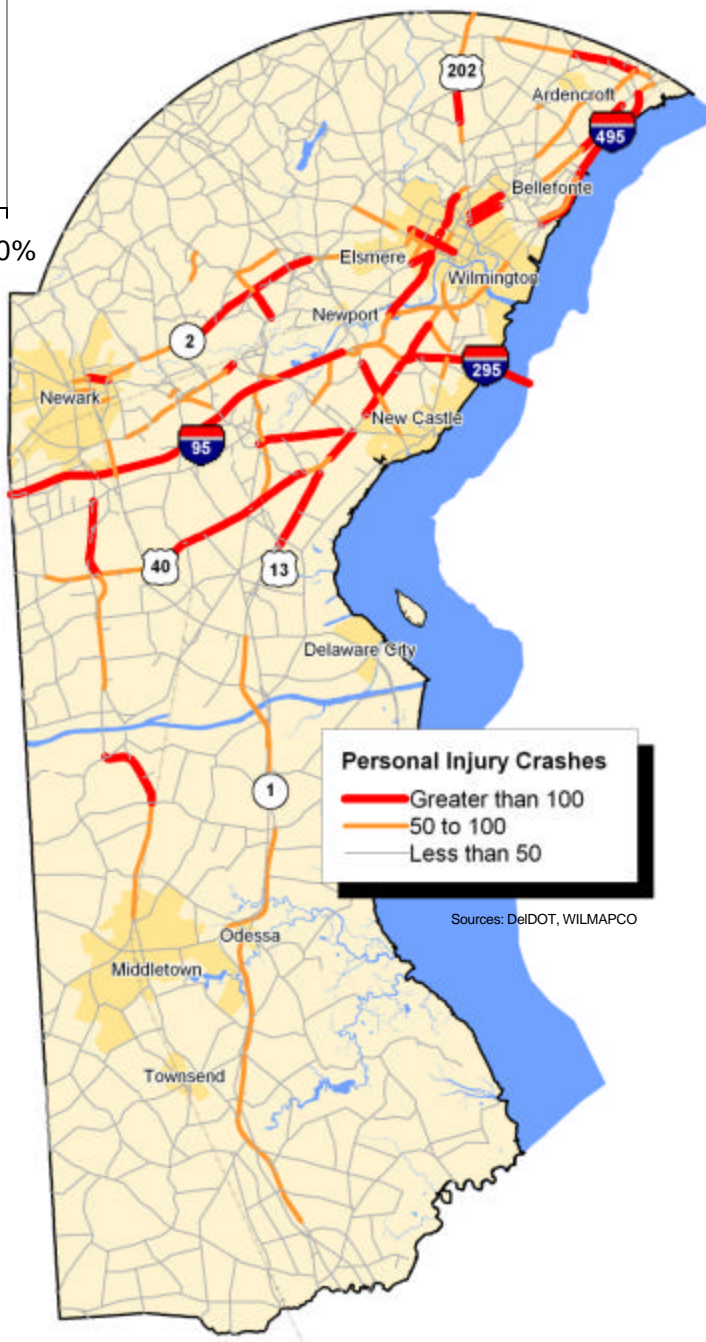 202
Ardencroft
495
Bellefonte
0%
Elsmere
Wilmington
Newport
2
295
Newark
New Castle
95
40
13
Delaware City
Personal Injury Crashes
Greater than 100
50 to 100
Less than 50
1
Sources: DelDOT, WILMAPCO
Odessa
Middletown
Townsend